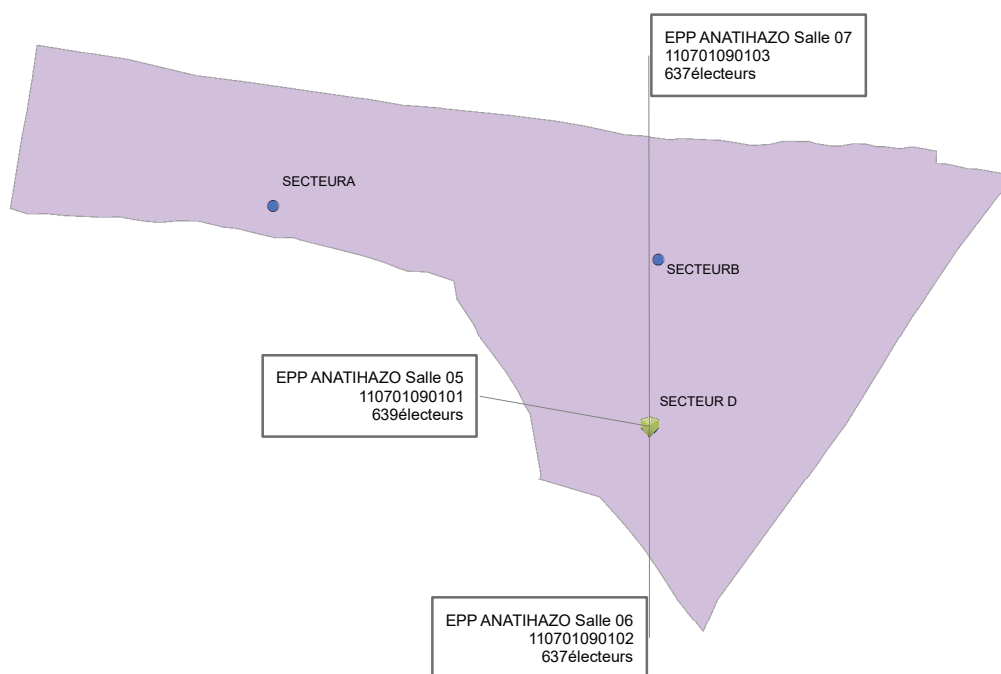 EPP ANATIHAZO Salle 07
110701090103
637électeurs
SECTEURA
SECTEURB
EPP ANATIHAZO Salle 05
110701090101
639électeurs
SECTEUR D
EPP ANATIHAZO Salle 06
110701090102
637électeurs